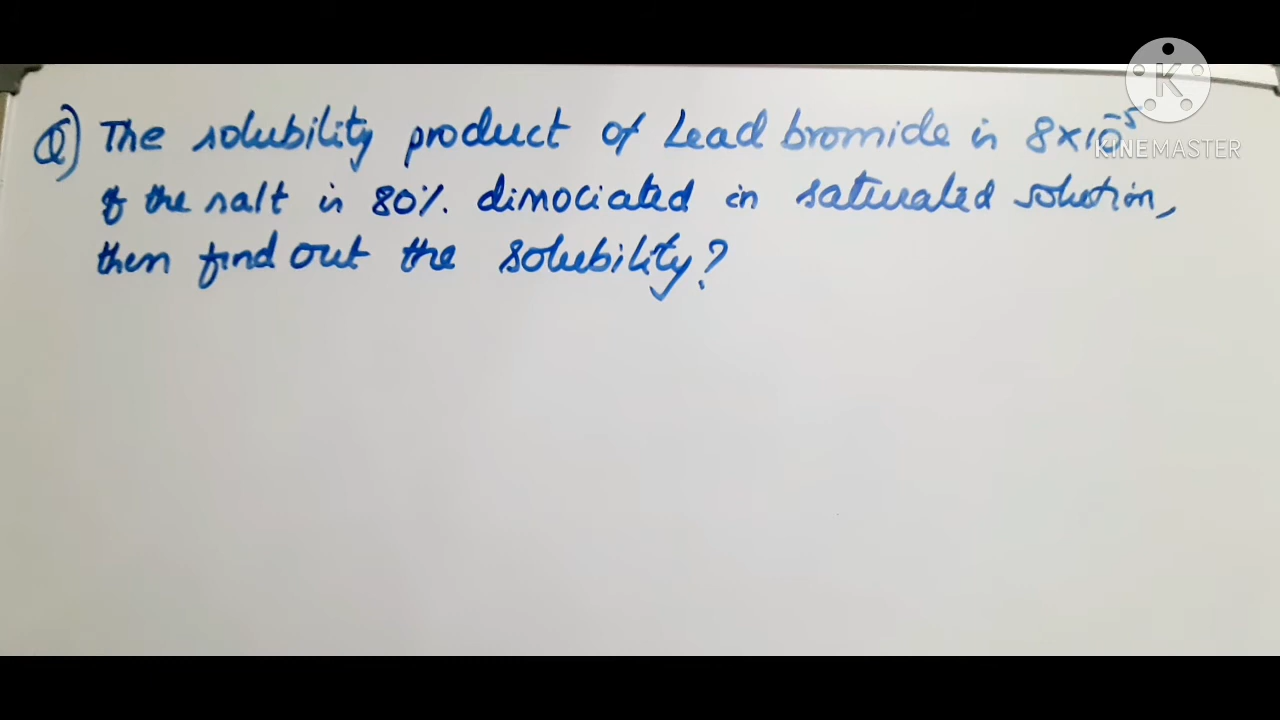 Q) The solubility product of Lead bromide is 8×10⁻⁵
If the salt is 80% dissociated in saturated solution,
then find out the solubility?
K
KINEMASTER